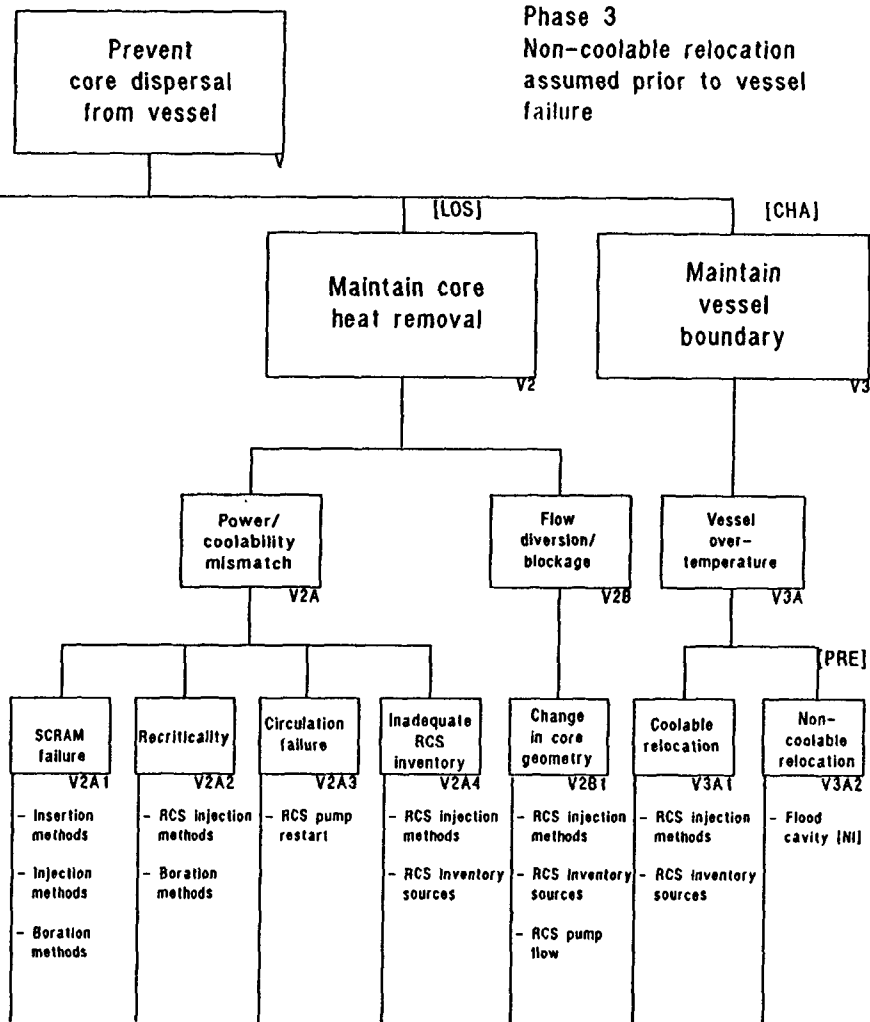 Phase 3
Non-coolable relocation
assumed prior to vessel
failure
Prevent
core dispersal
from vessel
V
[LOS]
[CHA]
Maintain core
heat removal
V2
Maintain
vessel
boundary
V3
Power/
coolability
mismatch
V2A
Flow
diversion/
blockage
V2B
Vessel
over-
temperature
V3A
[PRE]
SCRAM
failure
V2A1
Recriticality
V2A2
Circulation
failure
V2A3
Inadequate
RCS
inventory
V2A4
Change
in core
geometry
V2B1
Coolable
relocation
V3A1
Non-
coolable
relocation
V3A2
- Insertion
methods
- Injection
methods
- Boration
methods
- RCS injection
methods
- Boration
methods
- RCS pump
restart
- RCS injection
methods
- RCS Inventory
sources
- RCS injection
methods
- RCS Inventory
sources
- RCS pump
flow
- RCS injection
methods
- RCS Inventory
sources
- Flood
cavity [NI]